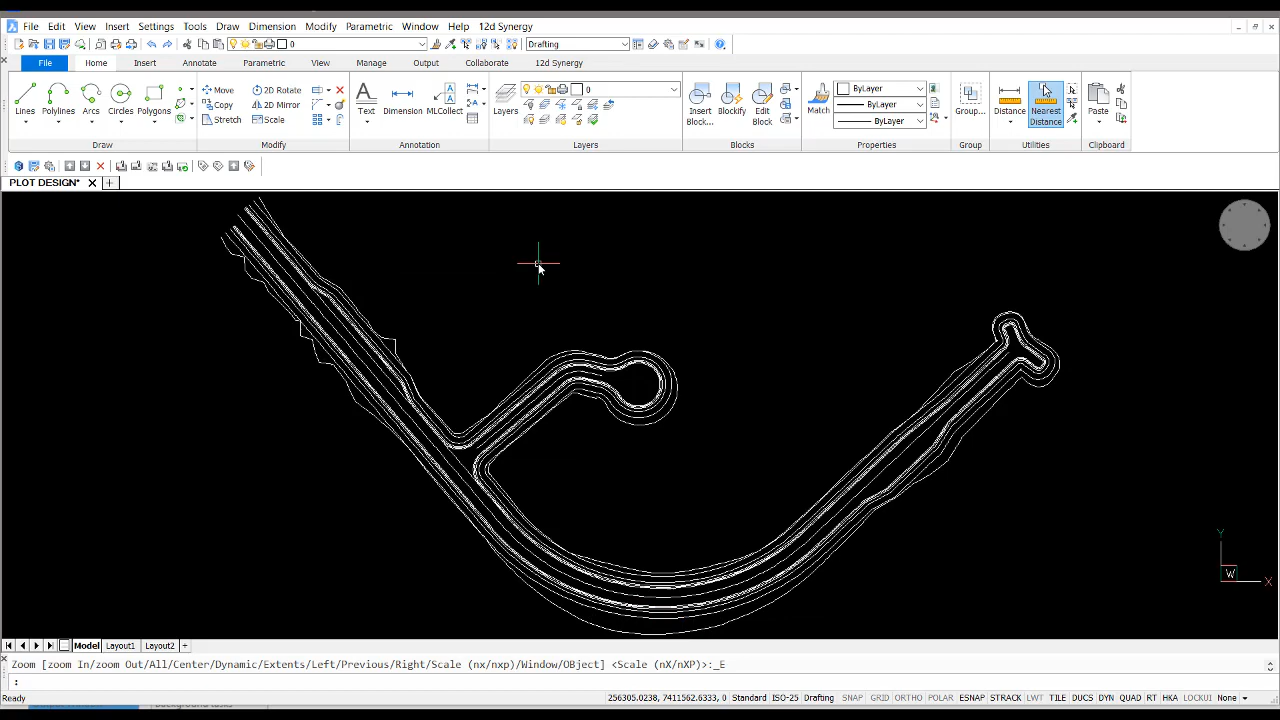 File Edit View Insert Settings Tools Draw Dimension Modify Parametric Window Help 12d Synergy
0 Drafting
File Home Insert Annotate Parametric View Manage Output Collaborate 12d Synergy
Lines Polylines Arcs Circles Polygons
Move 2D Rotate
Copy 2D Mirror
Stretch Scale
Text Dimension MLCollect
Layers 0
Insert Block... Blockify Edit Block
Match ByLayer
ByLayer
ByLayer
Group... Distance Nearest Distance Paste
Draw Modify Annotation Layers Blocks Properties Group Utilities Clipboard
PLOT DESIGN*
Y
W X
Model Layout1 Layout2
Zoom [zoom In/zoom Out/All/Center/Dynamic/Extents/Left/Previous/Right/Scale (nx/nxp)/Window/OBject] <Scale (nX/nXP)>:_E
:
Ready 256305.0238, 7411562.6333, 0 Standard ISO-25 Drafting SNAP GRID ORTHO POLAR ESNAP STRACK LWT TILE DUCS DYN QUAD RT HKA LOCKUI None